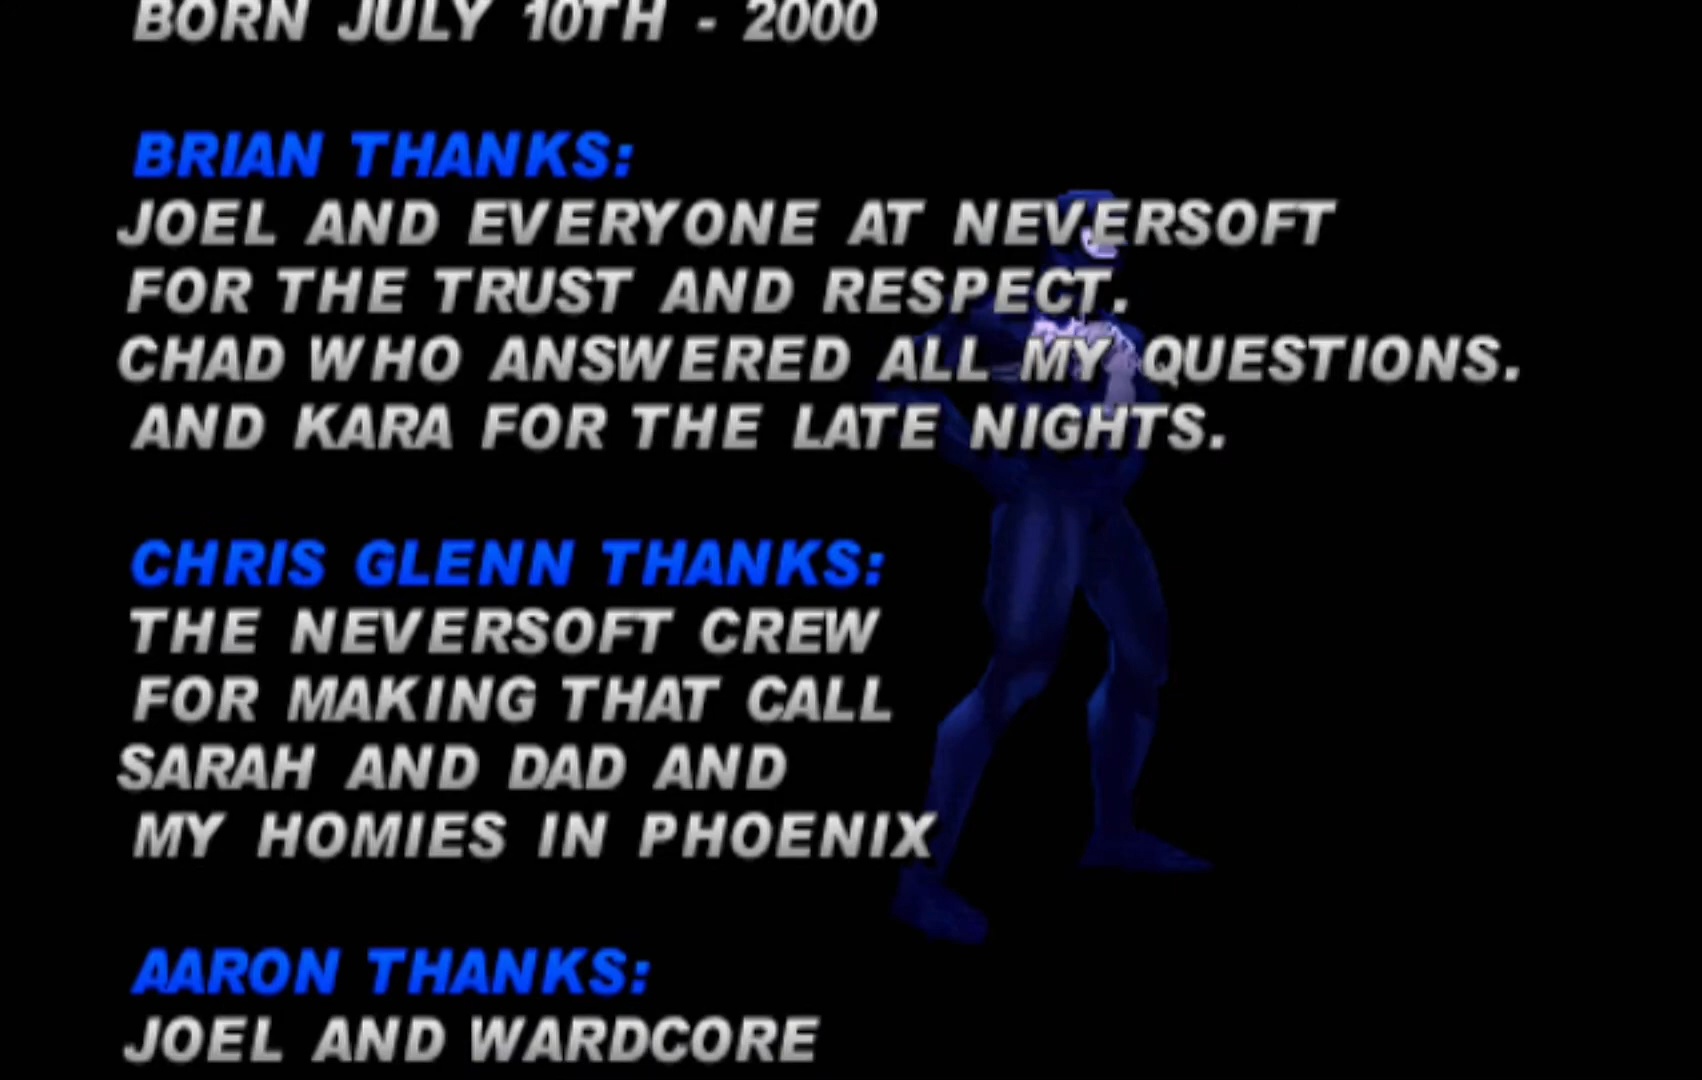 BORN JULY 10TH - 2000
BRIAN THANKS:
JOEL AND EVERYONE AT NEVERSOFT
FOR THE TRUST AND RESPECT.
CHAD WHO ANSWERED ALL MY QUESTIONS.
AND KARA FOR THE LATE NIGHTS.
CHRIS GLENN THANKS:
THE NEVERSOFT CREW
FOR MAKING THAT CALL
SARAH AND DAD AND
MY HOMIES IN PHOENIX
AARON THANKS:
JOEL AND WARDCORE